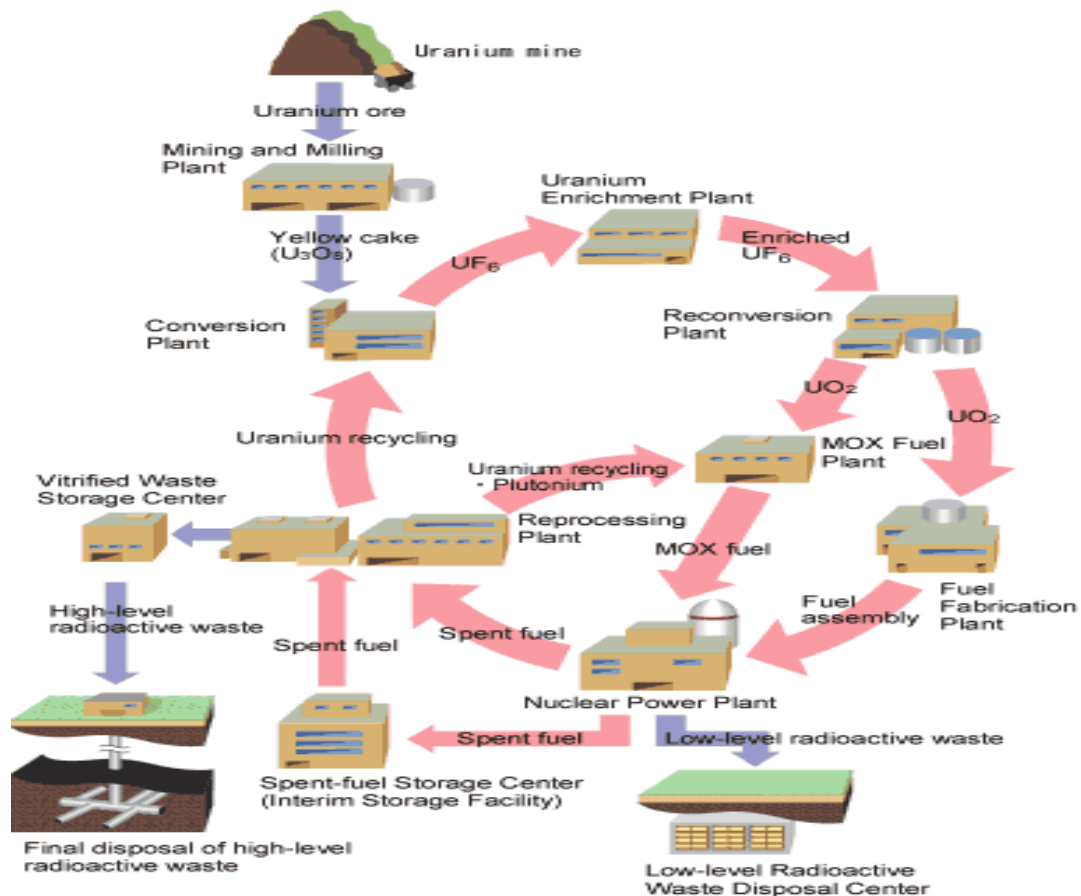 Uranium mine
Uranium ore
Mining and Milling
Plant
Yellow cake
(U₃O₈)
Uranium
Enrichment Plant
UF₆
Enriched
UF₆
Conversion
Plant
Reconversion
Plant
UO₂
UO₂
Uranium recycling
MOX Fuel
Plant
Uranium recycling
・Plutonium
Vitrified Waste
Storage Center
Reprocessing
Plant
MOX fuel
High-level
radioactive waste
Spent fuel
Spent fuel
Fuel
assembly
Fuel
Fabrication
Plant
Nuclear Power Plant
Spent fuel
Low-level radioactive waste
Spent-fuel Storage Center
(Interim Storage Facility)
Final disposal of high-level
radioactive waste
Low-level Radioactive
Waste Disposal Center